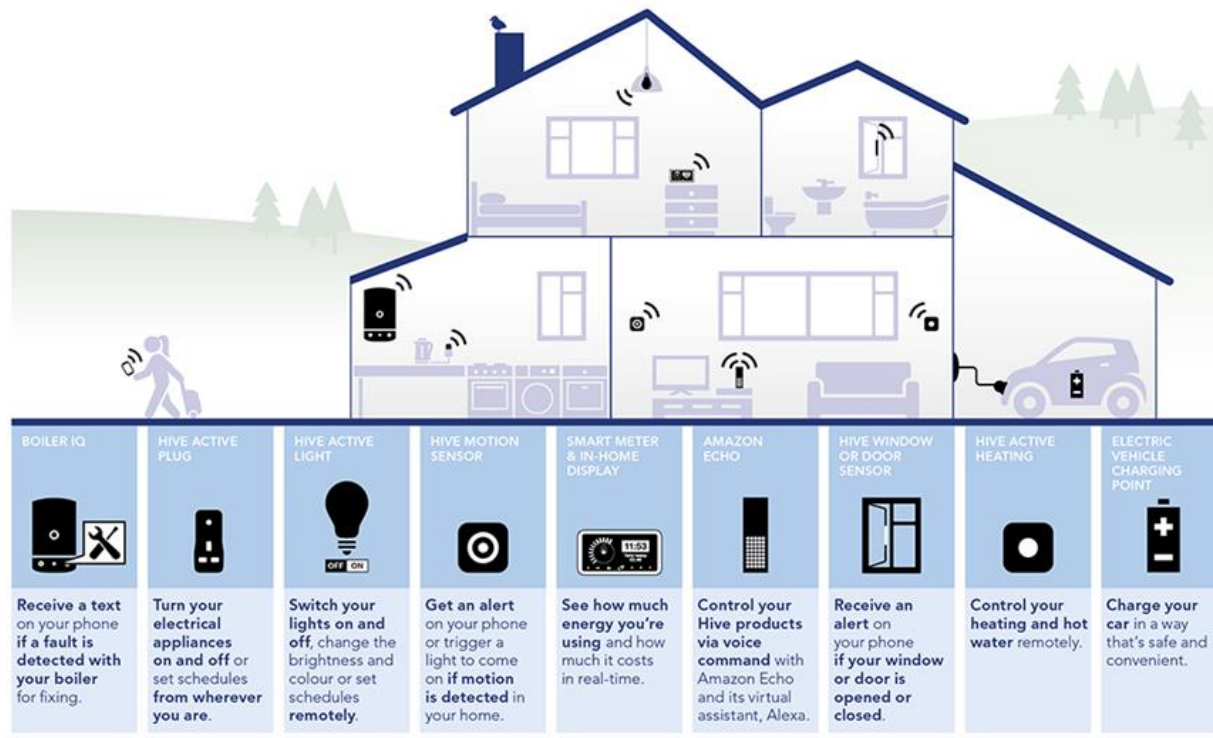 BOILER IQ
Receive a text
on your phone
if a fault is
detected with
your boiler
for fixing.
HIVE ACTIVE
PLUG
Turn your
electrical
appliances
on and off or
set schedules
from wherever
you are.
HIVE ACTIVE
LIGHT
OFF ON
Switch your
lights on and
off, change the
brightness and
colour or set
schedules
remotely.
HIVE MOTION
SENSOR
Get an alert
on your phone
or trigger a
light to come
on if motion
is detected in
your home.
SMART METER
& IN-HOME
DISPLAY
11:53
See how much
energy you're
using and how
much it costs
in real-time.
AMAZON
ECHO
Control your
Hive products
via voice
command with
Amazon Echo
and its virtual
assistant, Alexa.
HIVE WINDOW
OR DOOR
SENSOR
Receive an
alert on
your phone
if your window
or door is
opened or
closed.
HIVE ACTIVE
HEATING
Control your
heating and hot
water remotely.
ELECTRIC
VEHICLE
CHARGING
POINT
Charge your
car in a way
that's safe and
convenient.